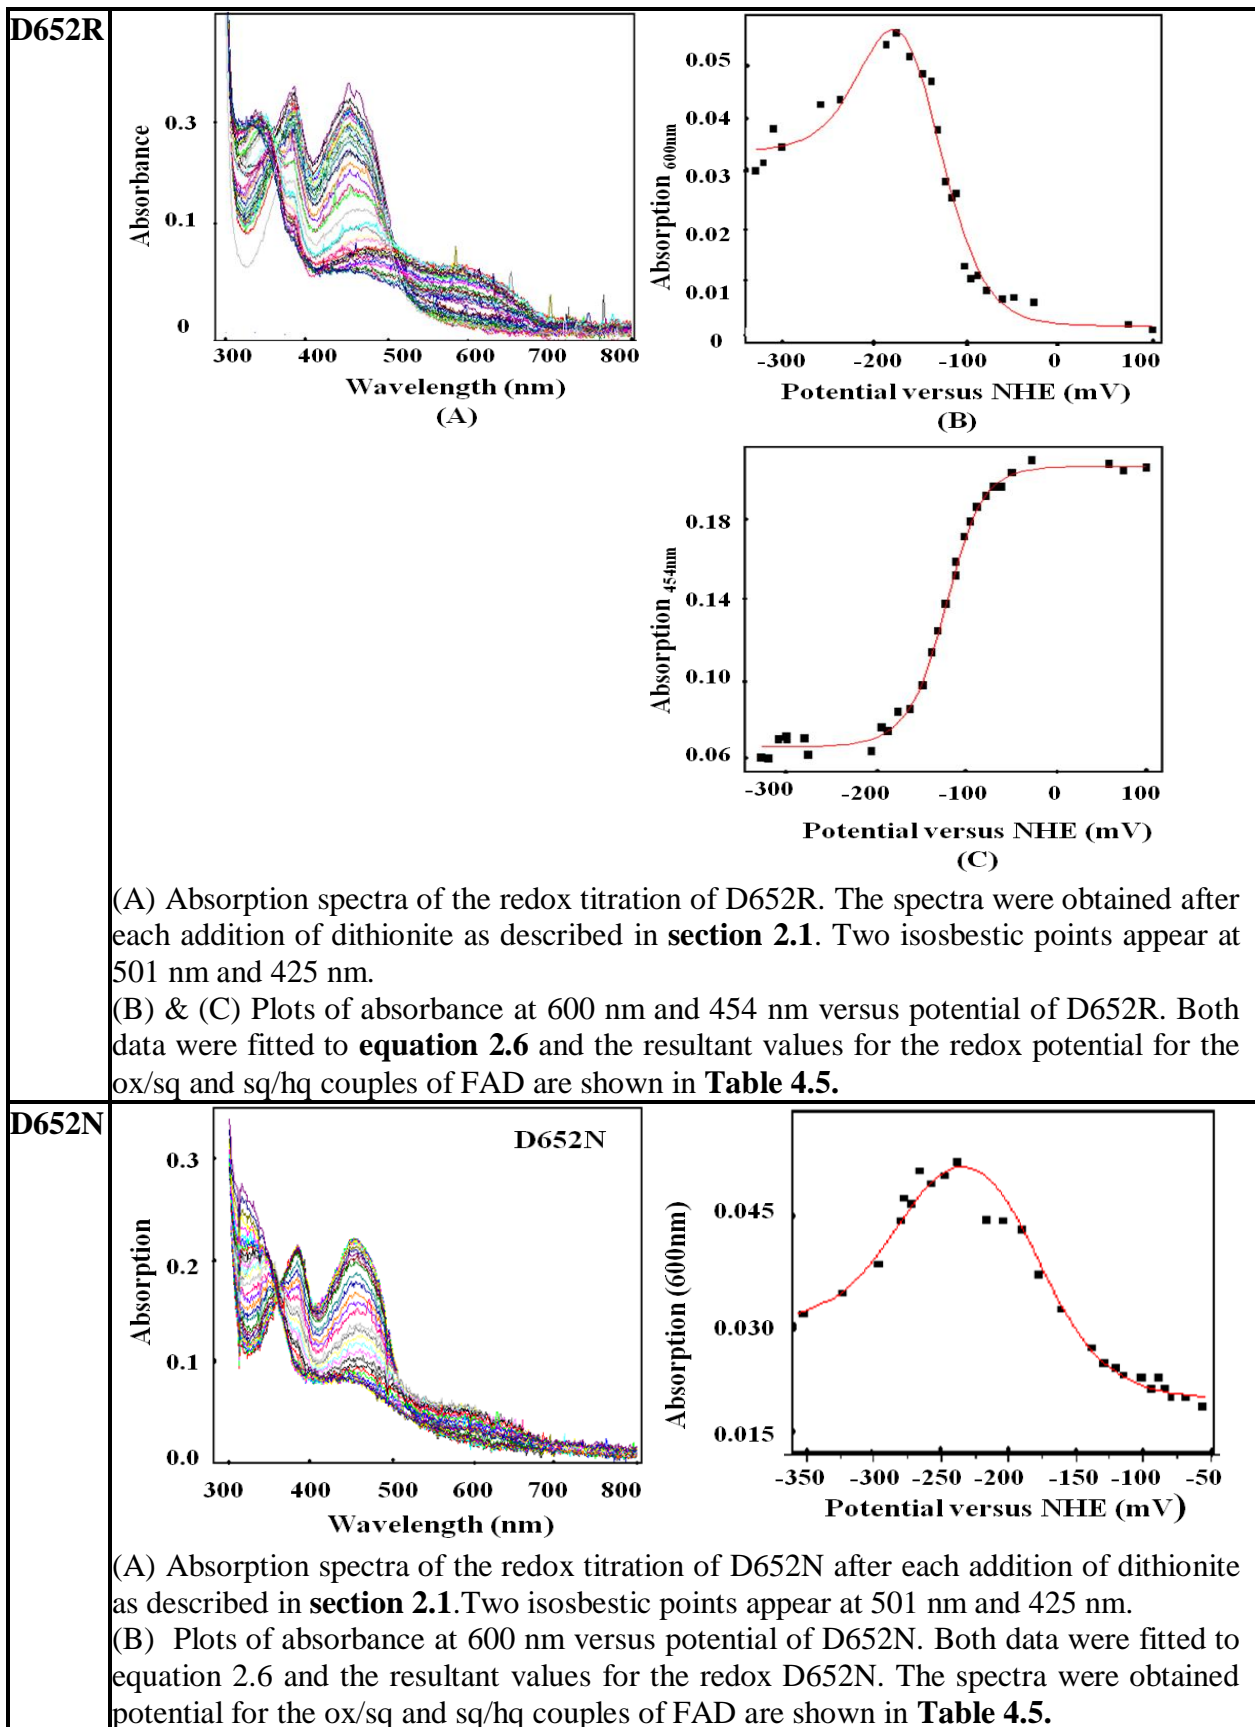 D652R
0.3
0.1
0
Absorbance
300 400 500 600 700 800
Wavelength (nm)
(A)
0.05
0.04
0.03
0.02
0.01
0
Absorption 600nm
-300 -200 -100 0 100
Potential versus NHE (mV)
(B)
0.18
0.14
0.10
0.06
Absorption 454nm
-300 -200 -100 0 100
Potential versus NHE (mV)
(C)
(A) Absorption spectra of the redox titration of D652R. The spectra were obtained after
each addition of dithionite as described in section 2.1. Two isosbestic points appear at
501 nm and 425 nm.
(B) & (C) Plots of absorbance at 600 nm and 454 nm versus potential of D652R. Both
data were fitted to equation 2.6 and the resultant values for the redox potential for the
ox/sq and sq/hq couples of FAD are shown in Table 4.5.
D652N
D652N
0.3
0.2
0.1
0.0
Absorption
300 400 500 600 700 800
Wavelength (nm)
0.045
0.030
0.015
Absorption (600nm)
-350 -300 -250 -200 -150 -100 -50
Potential versus NHE (mV)
(A) Absorption spectra of the redox titration of D652N after each addition of dithionite
as described in section 2.1.Two isosbestic points appear at 501 nm and 425 nm.
(B) Plots of absorbance at 600 nm versus potential of D652N. Both data were fitted to
equation 2.6 and the resultant values for the redox D652N. The spectra were obtained
potential for the ox/sq and sq/hq couples of FAD are shown in Table 4.5.